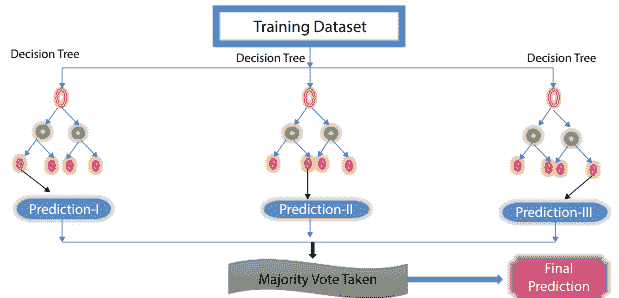 Training Dataset
Decision Tree
Decision Tree
Decision Tree
Prediction-I
Prediction-II
Prediction-III
Majority Vote Taken
Final
Prediction